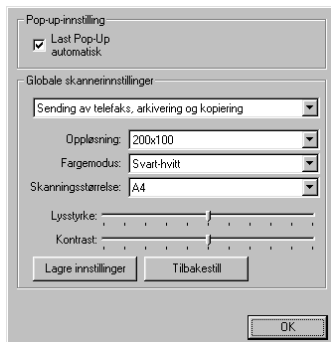 Pop-up-innstilling
Last Pop-Up
automatisk
Globale skannerinnstillinger
Sending av telefaks, arkivering og kopiering
Oppløsning: 200x100
Fargemodus: Svart-hvitt
Skanningsstørrelse: A4
Lysstyrke:
Kontrast:
Lagre innstillinger Tilbakestill
OK